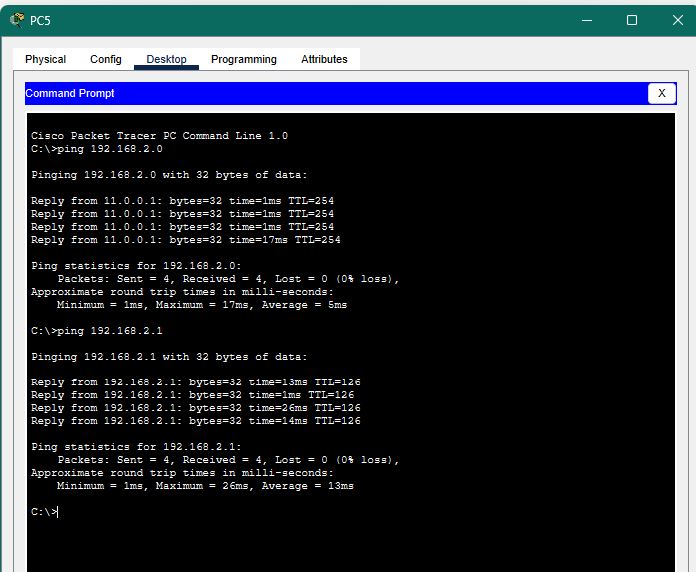 PC5
Physical Config Desktop Programming Attributes
Command Prompt X
Cisco Packet Tracer PC Command Line 1.0
C:\>ping 192.168.2.0
Pinging 192.168.2.0 with 32 bytes of data:
Reply from 11.0.0.1: bytes=32 time=1ms TTL=254
Reply from 11.0.0.1: bytes=32 time=1ms TTL=254
Reply from 11.0.0.1: bytes=32 time=1ms TTL=254
Reply from 11.0.0.1: bytes=32 time=17ms TTL=254
Ping statistics for 192.168.2.0:
Packets: Sent = 4, Received = 4, Lost = 0 (0% loss),
Approximate round trip times in milli-seconds:
Minimum = 1ms, Maximum = 17ms, Average = 5ms
C:\>ping 192.168.2.1
Pinging 192.168.2.1 with 32 bytes of data:
Reply from 192.168.2.1: bytes=32 time=13ms TTL=126
Reply from 192.168.2.1: bytes=32 time=1ms TTL=126
Reply from 192.168.2.1: bytes=32 time=26ms TTL=126
Reply from 192.168.2.1: bytes=32 time=14ms TTL=126
Ping statistics for 192.168.2.1:
Packets: Sent = 4, Received = 4, Lost = 0 (0% loss),
Approximate round trip times in milli-seconds:
Minimum = 1ms, Maximum = 26ms, Average = 13ms
C:\>